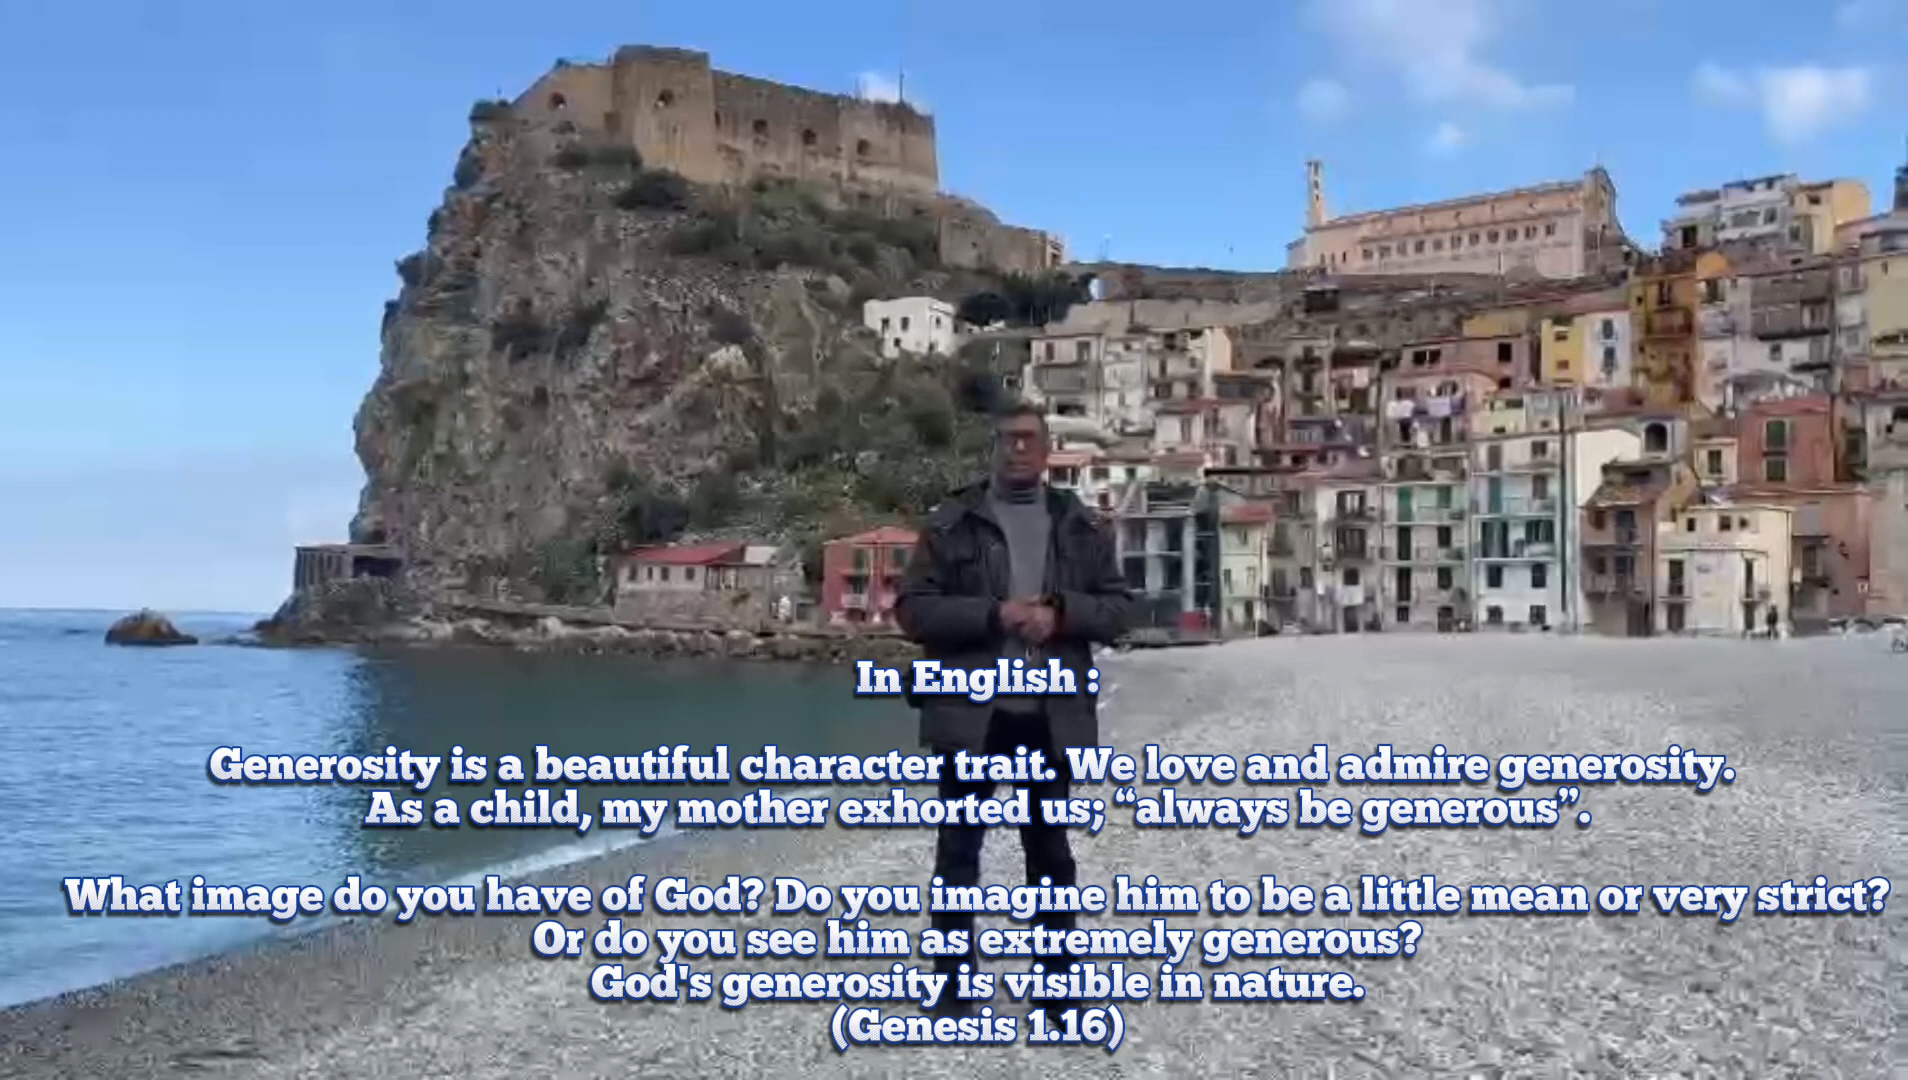 In English :
Generosity is a beautiful character trait. We love and admire generosity.
As a child, my mother exhorted us; “always be generous”.
What image do you have of God? Do you imagine him to be a little mean or very strict?
Or do you see him as extremely generous?
God's generosity is visible in nature.
(Genesis 1.16)